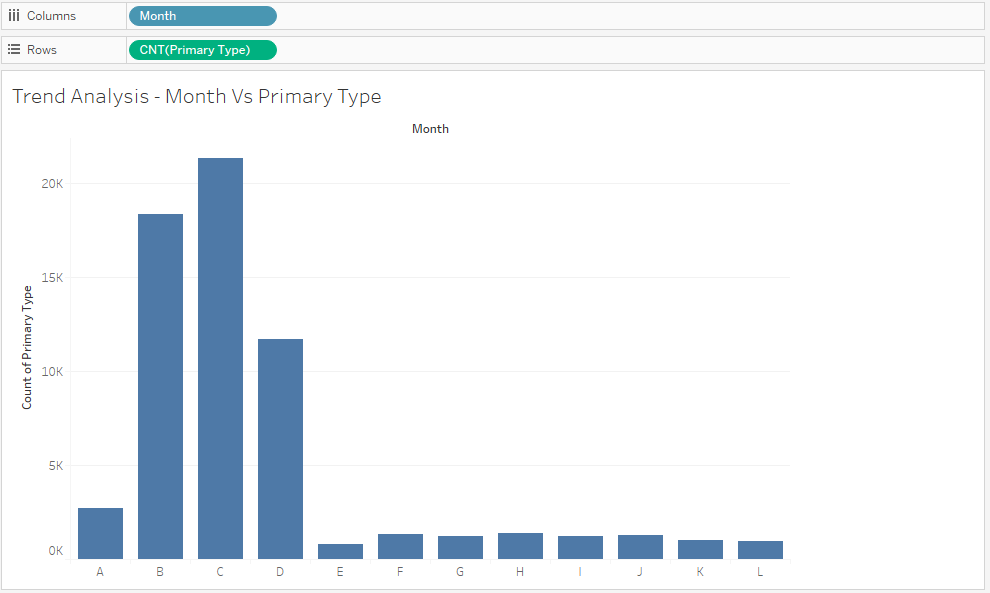 Columns
Month
Rows
CNT(Primary Type)
Trend Analysis - Month Vs Primary Type
Month
Count of Primary Type
20K
15K
10K
5K
0K
A B C D E F G H I J K L